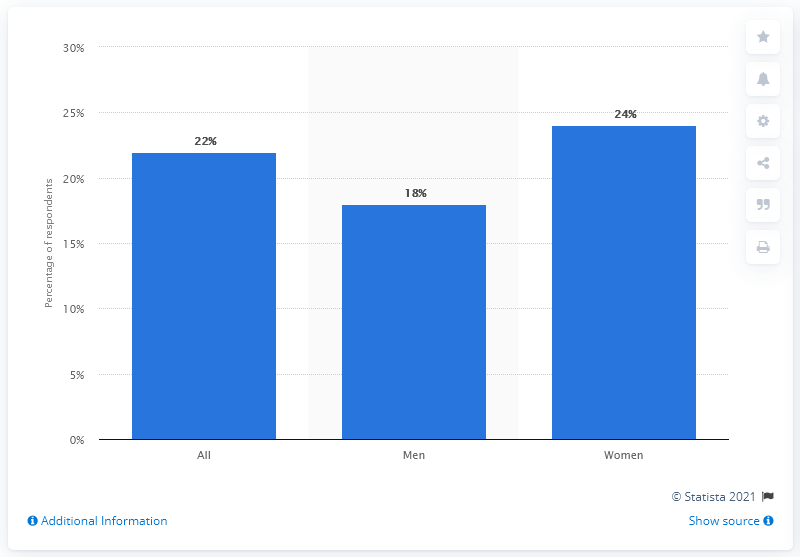 30%
25%
20%
15%
10%
5%
0%
Percentage of respondents
22%
18%
24%
All
Men
Women
© Statista 2021
Additional Information
Show source